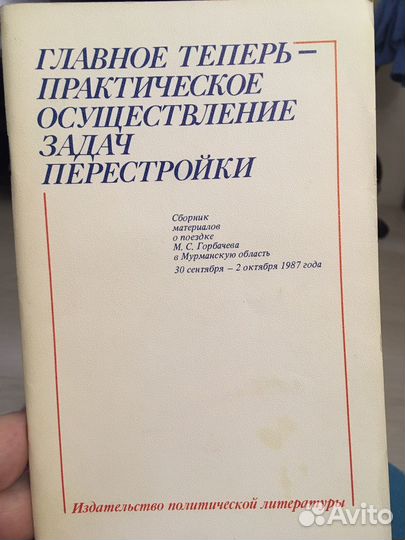 ГЛАВНОЕ ТЕПЕРЬ –
ПРАКТИЧЕСКОЕ
ОСУЩЕСТВЛЕНИЕ
ЗАДАЧ
ПЕРЕСТРОЙКИ
Сборник
материалов
о поездке
М. С. Горбачева
в Мурманскую область
30 сентября – 2 октября 1987 года
Издательство политической литературы
Avito